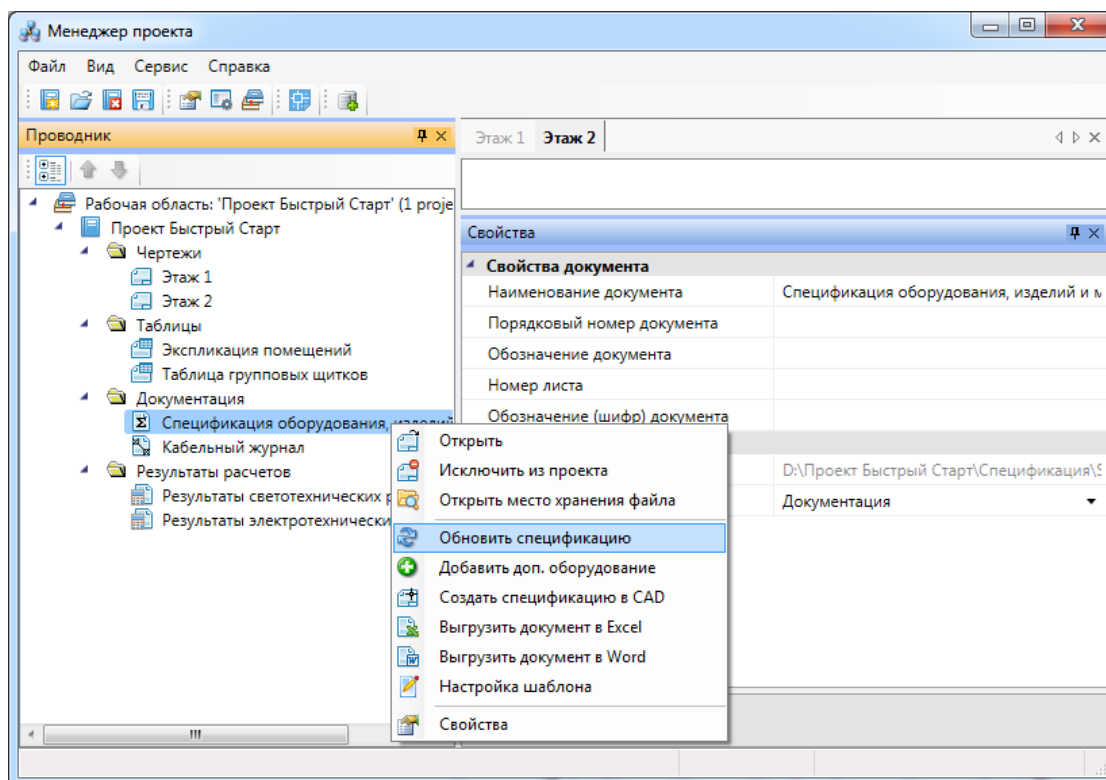 Менеджер проекта
Файл Вид Сервис Справка
Проводник
Этаж 1 Этаж 2
Рабочая область: 'Проект Быстрый Старт' (1 proje
Проект Быстрый Старт
Чертежи
Этаж 1
Этаж 2
Таблицы
Экспликация помещений
Таблица групповых щитков
Документация
Спецификация оборудования, изделий
Кабельный журнал
Результаты расчетов
Результаты светотехнических р
Результаты электротехнически
Свойства
Свойства документа
Наименование документа Спецификация оборудования, изделий и м
Порядковый номер документа
Обозначение документа
Номер листа
Обозначение (шифр) документа
D:\Проект Быстрый Старт\Спецификация\S
Документация
Открыть
Исключить из проекта
Открыть место хранения файла
Обновить спецификацию
Добавить доп. оборудование
Создать спецификацию в CAD
Выгрузить документ в Excel
Выгрузить документ в Word
Настройка шаблона
Свойства